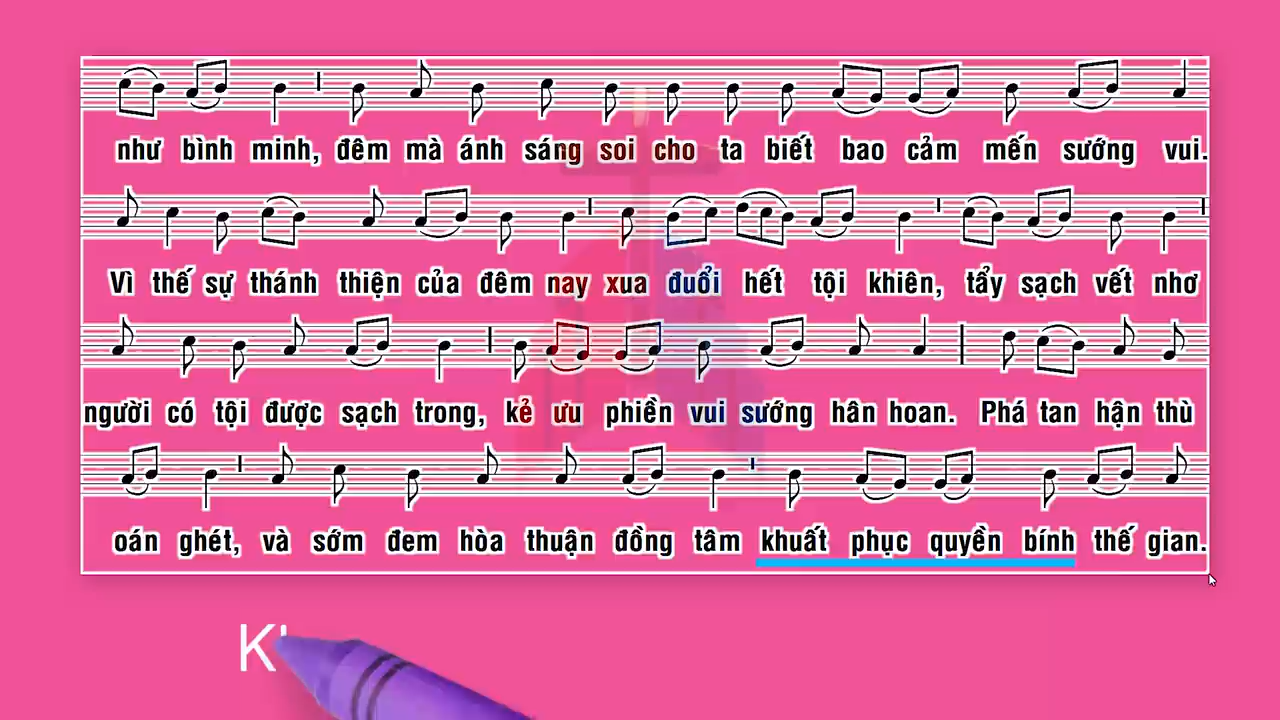 như bình minh, đêm mà ánh sáng soi cho ta biết bao cảm mến sướng vui.
Vì thế sự thánh thiện của đêm nay xua đuổi hết tội khiên, tẩy sạch vết nhơ
người có tội được sạch trong, kẻ ưu phiền vui sướng hân hoan. Phá tan hận thù
oán ghét, và sớm đem hòa thuận đồng tâm khuất phục quyền bính thế gian.
K